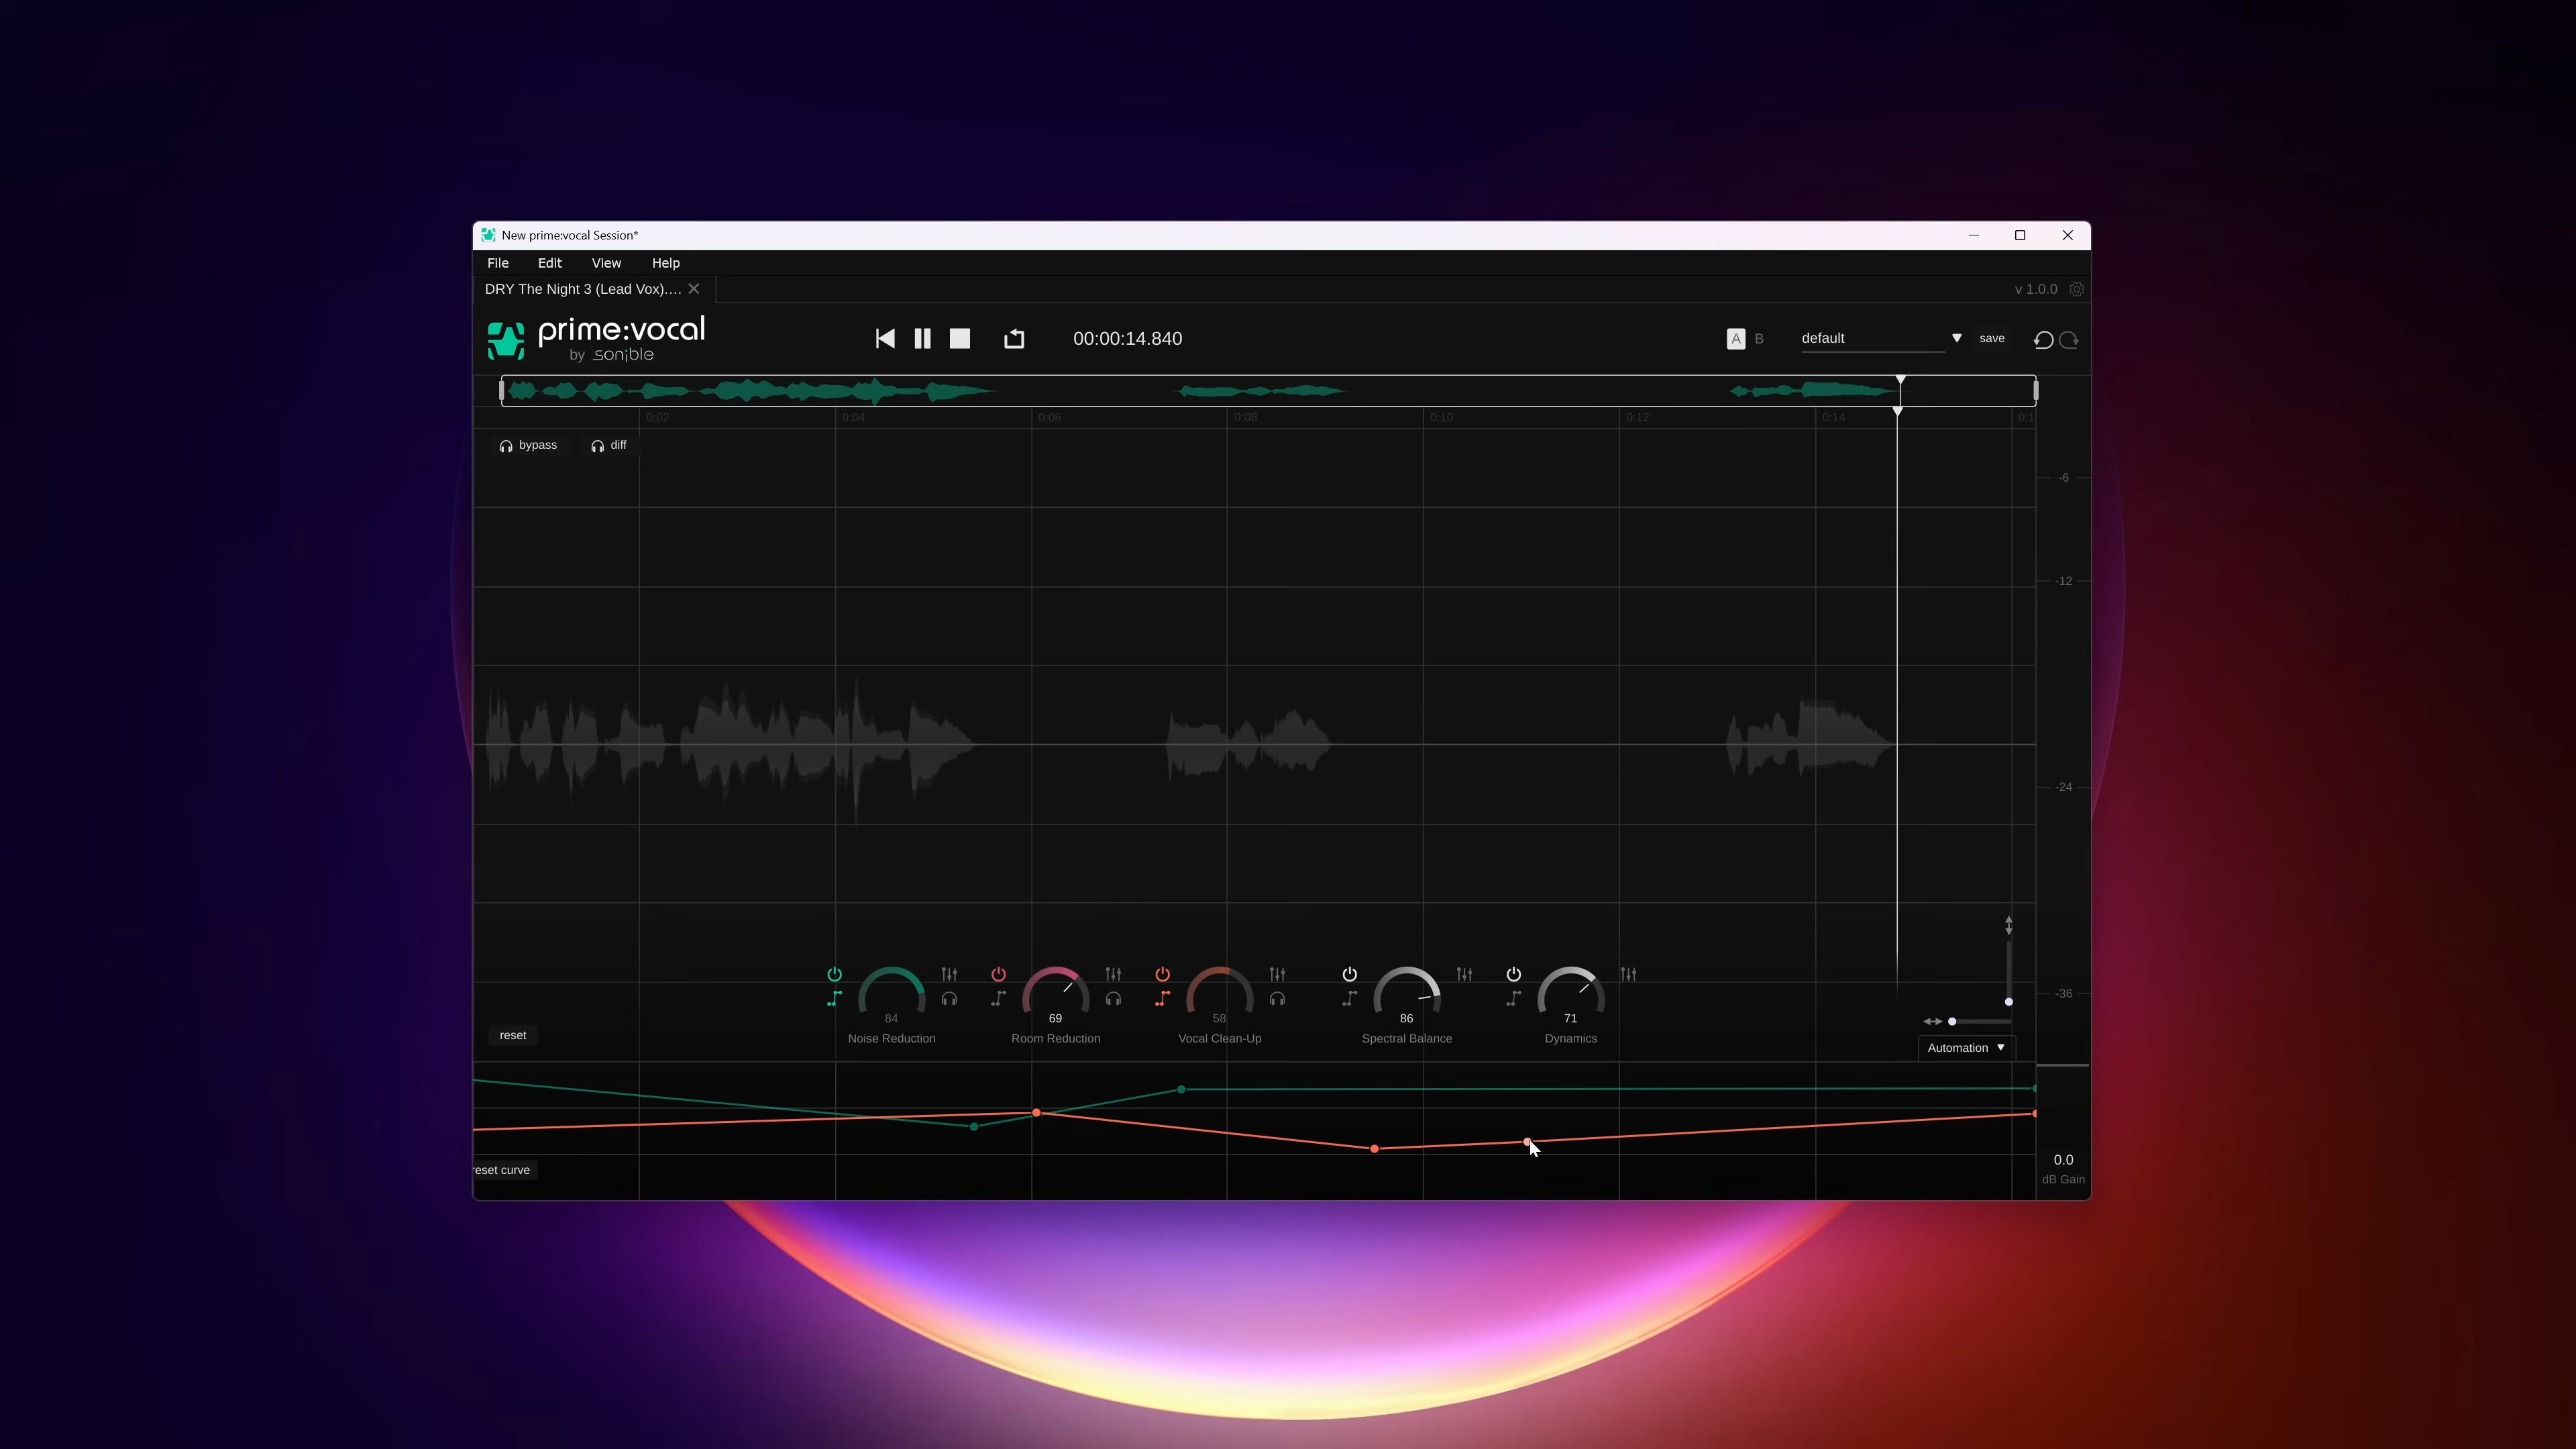 New prime:vocal Session*
File Edit View Help
DRY The Night 3 (Lead Vox)....
v 1.0.0
prime:vocal
by sonible
00:00:14.840
A B
default
save
0:02 0:04 0:06 0:08 0:10 0:12 0:14 0:1
bypass diff
-6
-12
-24
-36
84 69 58 86 71
reset
Noise Reduction Room Reduction Vocal Clean-Up Spectral Balance Dynamics
Automation
0.0
eset curve
dB Gain